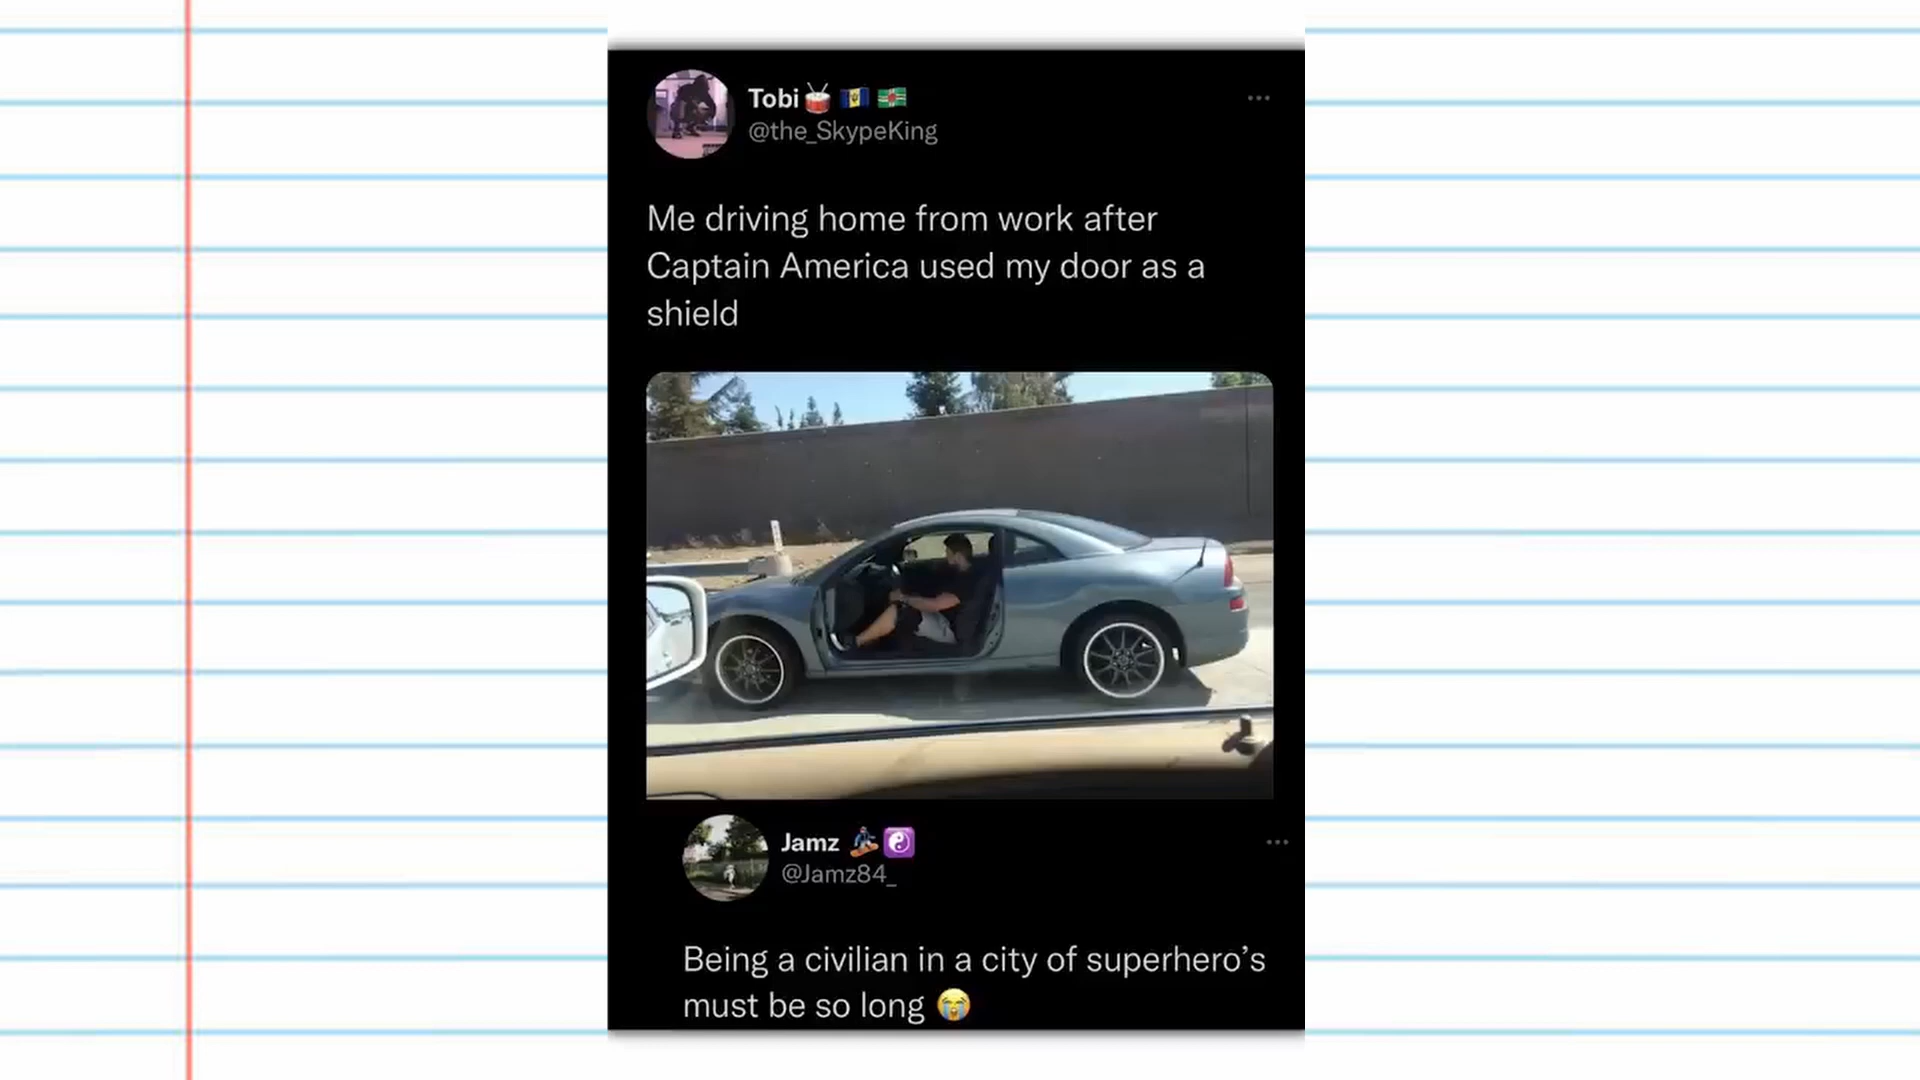 Tobi🥁🇧🇧🇩🇲
@the_SkypeKing
Me driving home from work after
Captain America used my door as a
shield
Jamz 🏂☯️
@Jamz84_
Being a civilian in a city of superhero’s
must be so long 😭